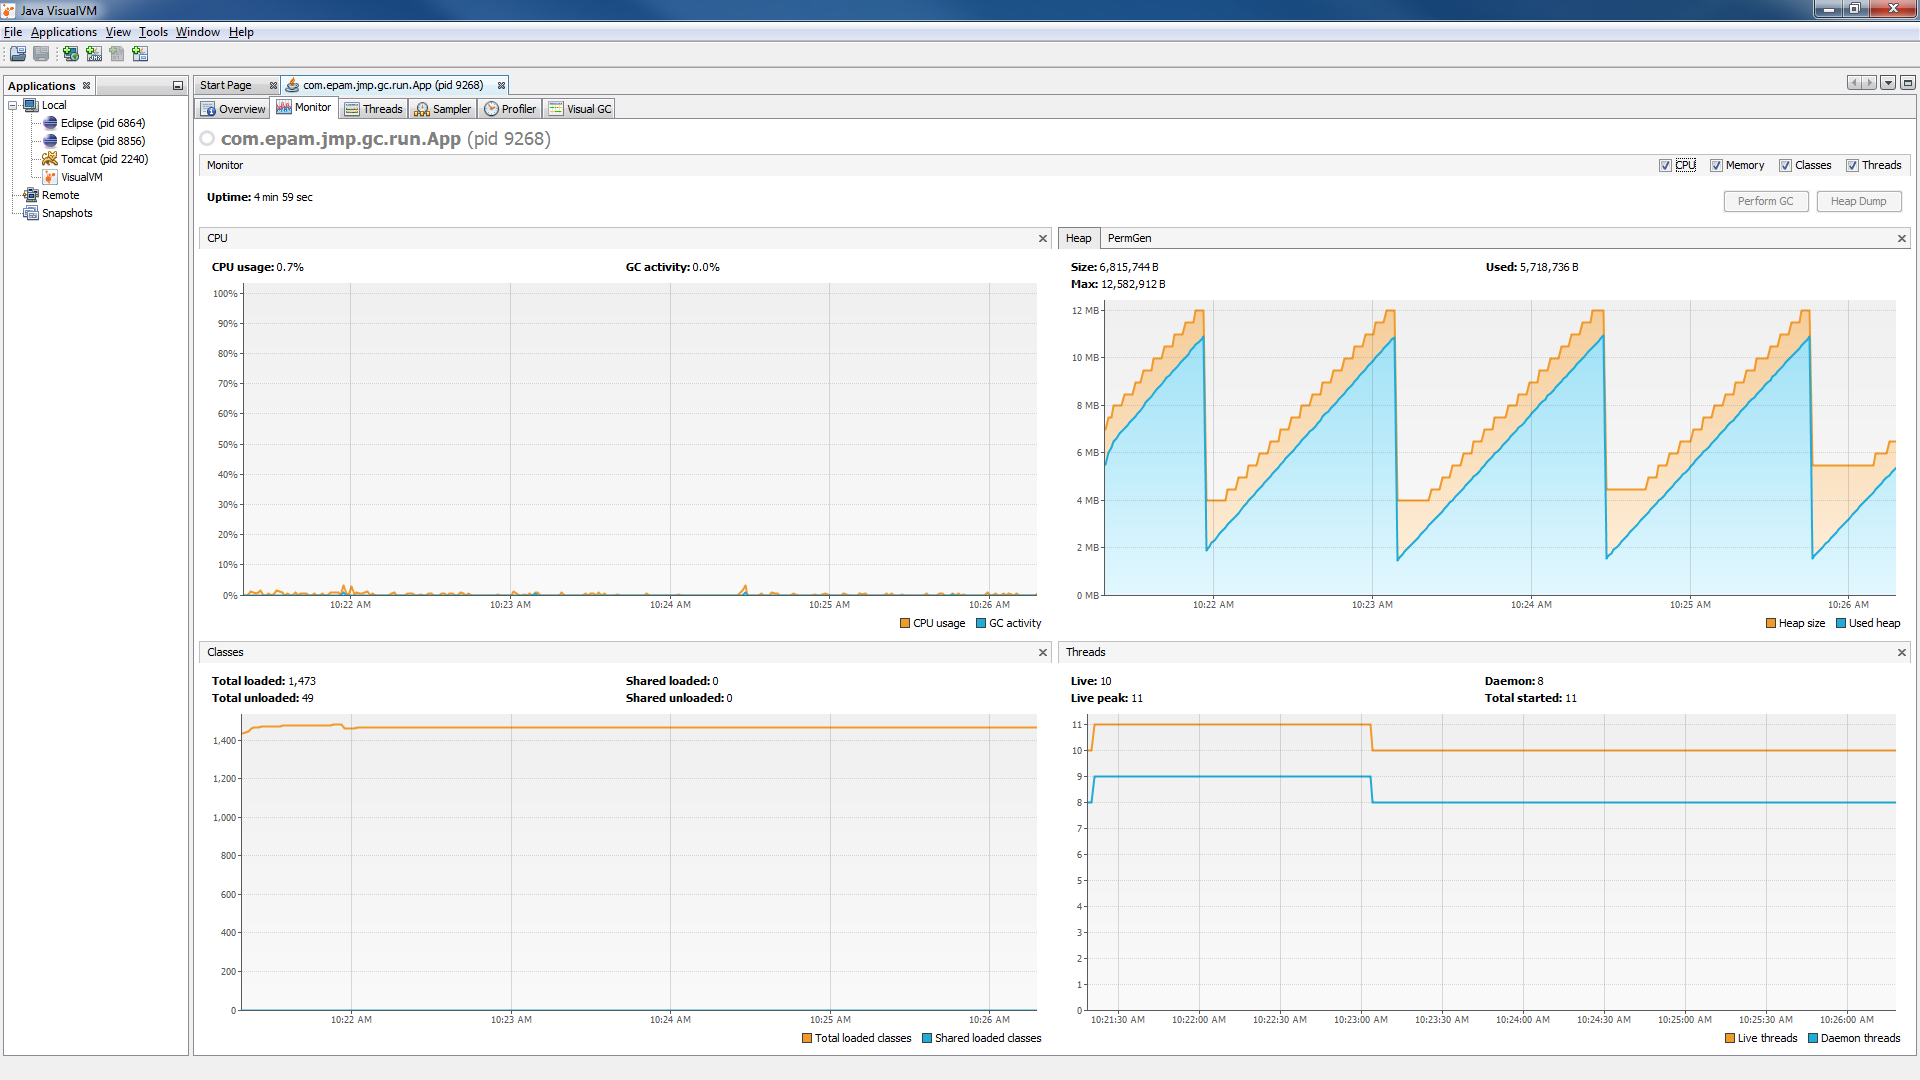 Java VisualVM
File Applications View Tools Window Help
Applications
Local
Eclipse (pid 6864)
Eclipse (pid 8856)
Tomcat (pid 2240)
VisualVM
Remote
Snapshots
Start Page com.epam.jmp.gc.run.App (pid 9268)
Overview Monitor Threads Sampler Profiler Visual GC
com.epam.jmp.gc.run.App (pid 9268)
Monitor CPU Memory Classes Threads
Uptime: 4 min 59 sec
Perform GC Heap Dump
CPU
CPU usage: 0.7% GC activity: 0.0%
100%
90%
80%
70%
60%
50%
40%
30%
20%
10%
0%
10:22 AM 10:23 AM 10:24 AM 10:25 AM 10:26 AM
CPU usage GC activity
Heap PermGen
Size: 6,815,744 B Used: 5,718,736 B
Max: 12,582,912 B
12 MB
10 MB
8 MB
6 MB
4 MB
2 MB
0 MB
10:22 AM 10:23 AM 10:24 AM 10:25 AM 10:26 AM
Heap size Used heap
Classes
Total loaded: 1,473 Shared loaded: 0
Total unloaded: 49 Shared unloaded: 0
1,400
1,200
1,000
800
600
400
200
0
10:22 AM 10:23 AM 10:24 AM 10:25 AM 10:26 AM
Total loaded classes Shared loaded classes
Threads
Live: 10 Daemon: 8
Live peak: 11 Total started: 11
11
10
9
8
7
6
5
4
3
2
1
0
10:21:30 AM 10:22:00 AM 10:22:30 AM 10:23:00 AM 10:23:30 AM 10:24:00 AM 10:24:30 AM 10:25:00 AM 10:25:30 AM 10:26:00 AM
Live threads Daemon threads